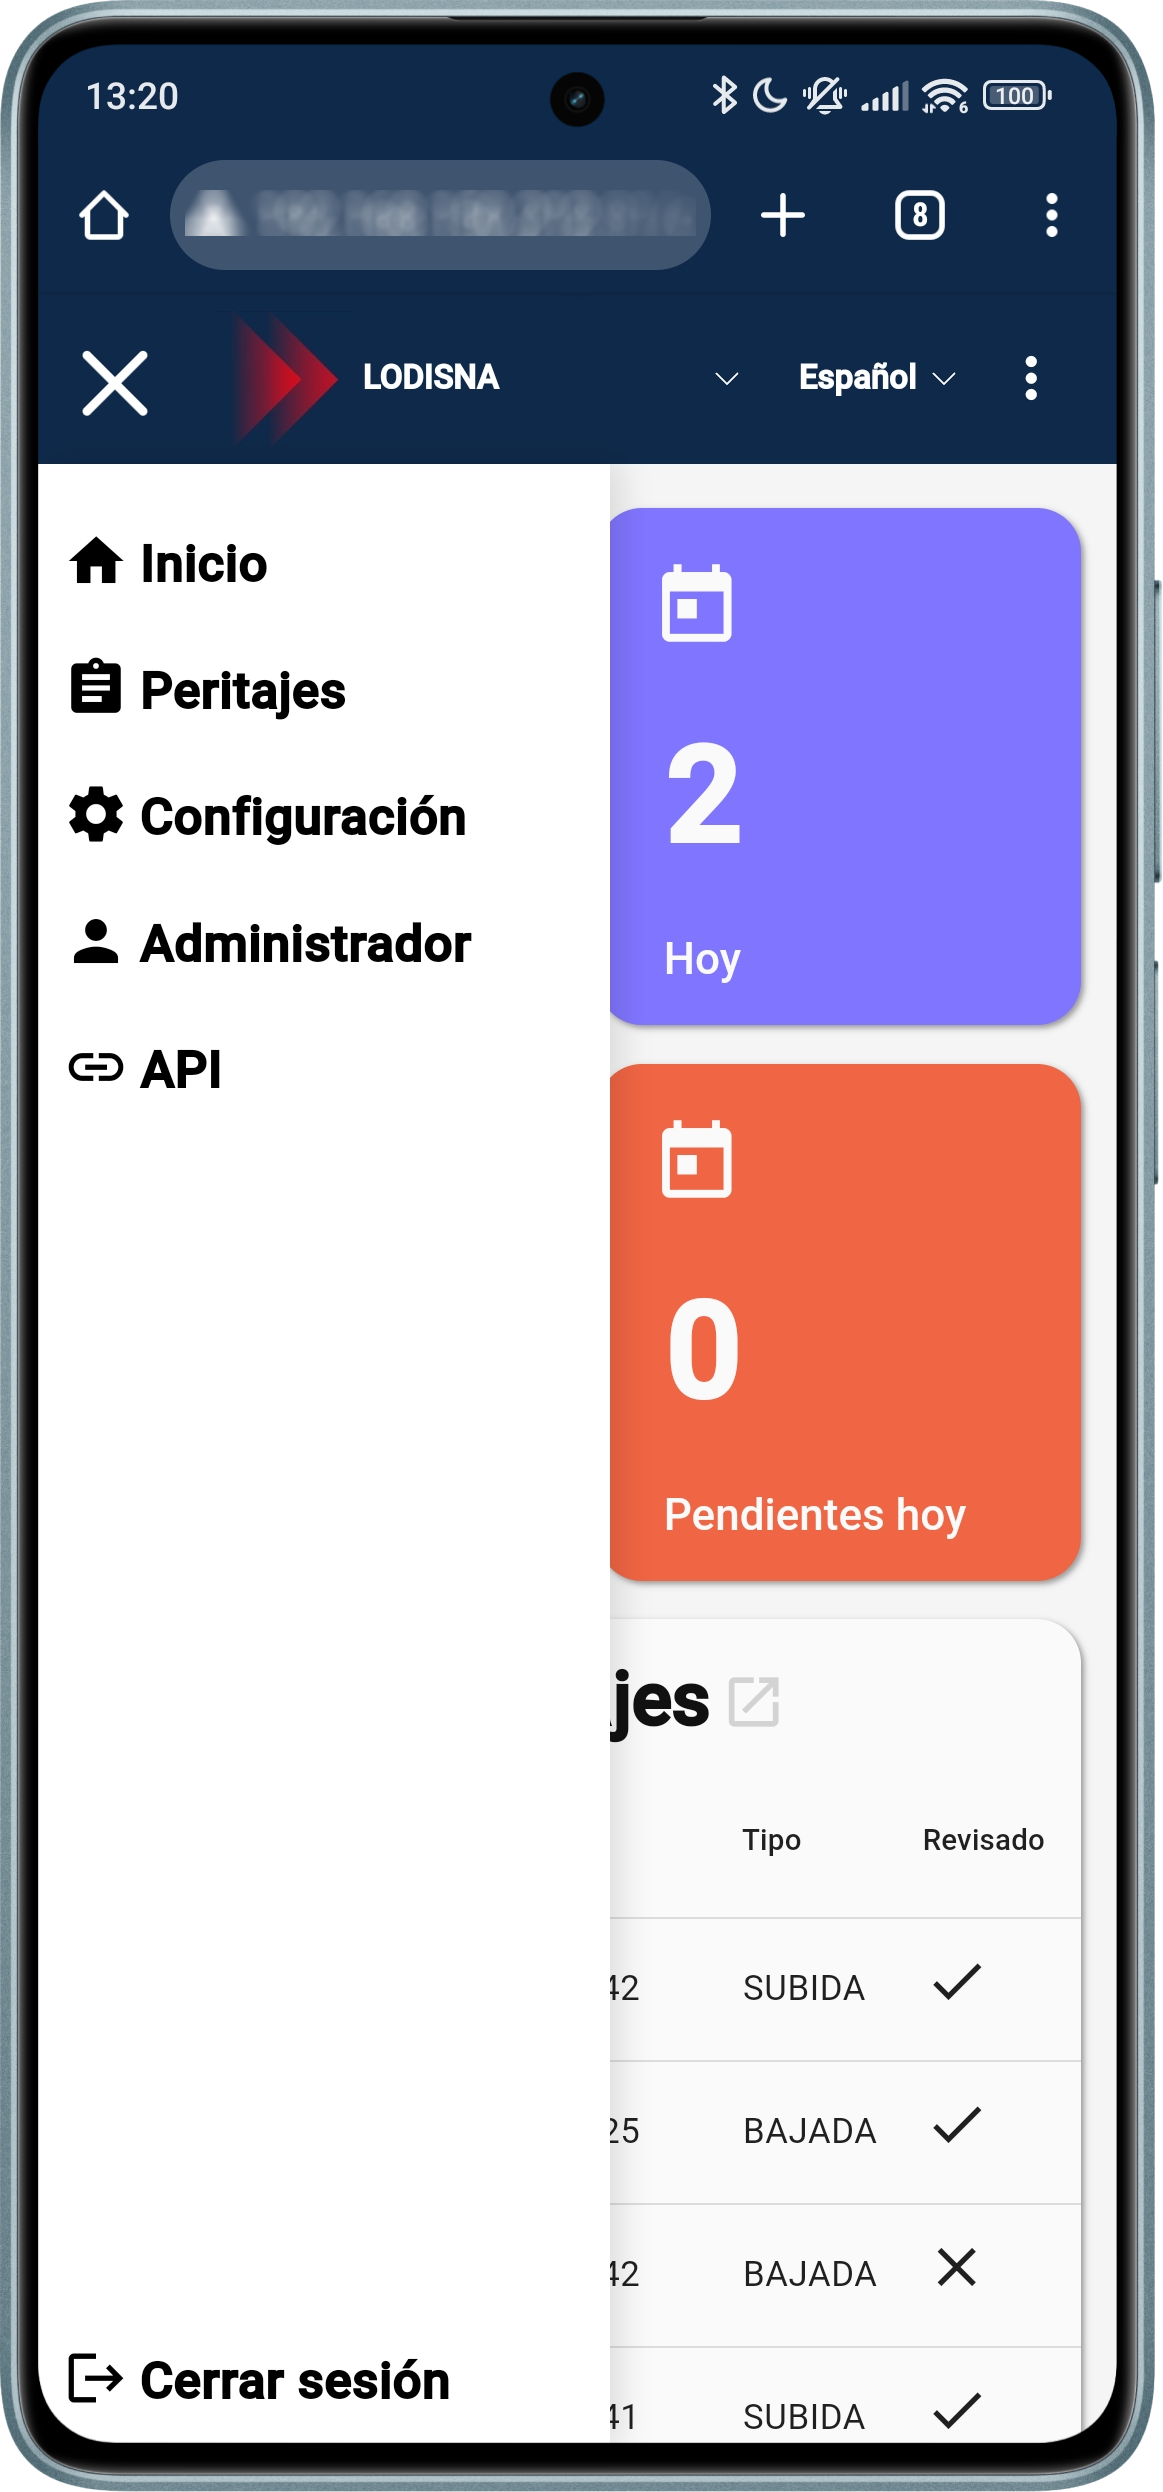 13:20
100
8
LODISNA
Español
Inicio
Peritajes
Configuración
Administrador
API
Cerrar sesión
2
Hoy
0
Pendientes hoy
jes
Tipo Revisado
42 SUBIDA
25 BAJADA
42 BAJADA
41 SUBIDA